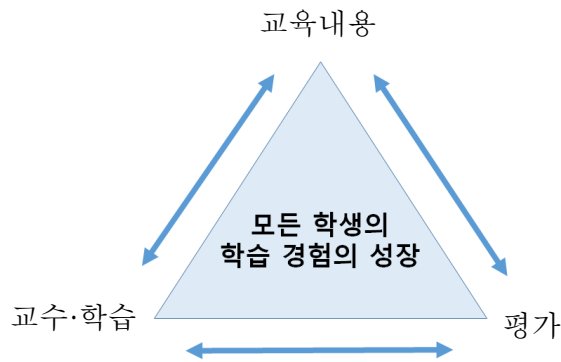 교육내용
모든 학생의
학습 경험의 성장
교수·학습
평가